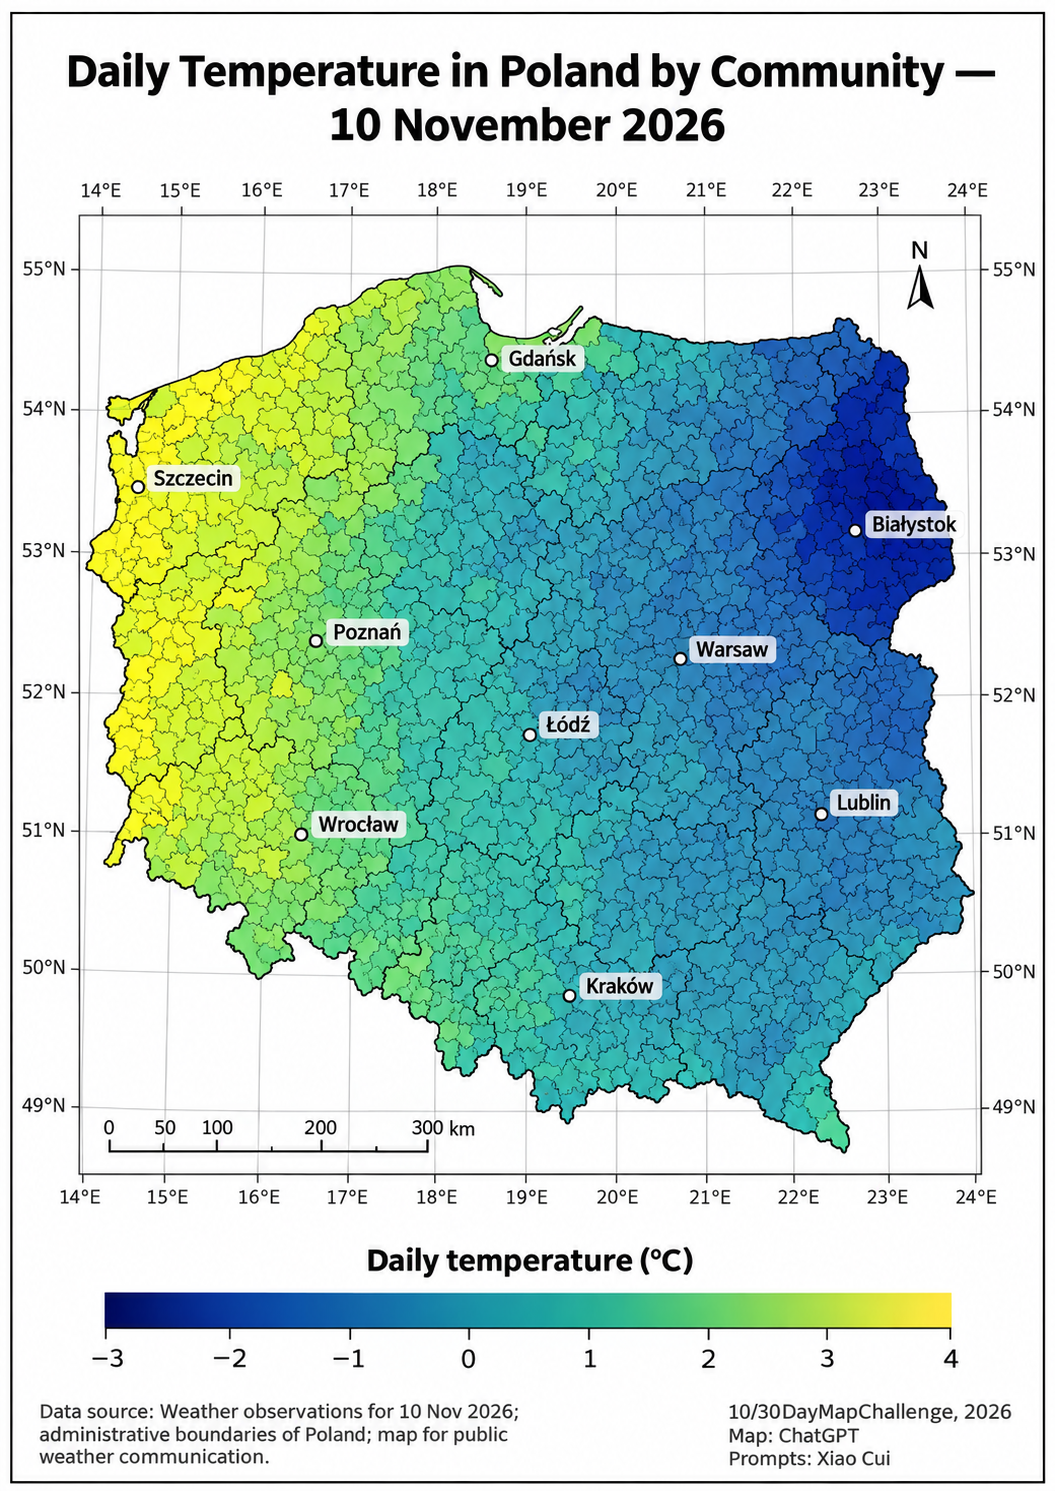 Daily Temperature in Poland by Community —
10 November 2026
14°E 15°E 16°E 17°E 18°E 19°E 20°E 21°E 22°E 23°E 24°E
55°N 55°N
N
Gdańsk
54°N 54°N
Szczecin
Białystok
53°N 53°N
Poznań
Warsaw
52°N 52°N
Łódź
Lublin
Wrocław
51°N 51°N
50°N 50°N
Kraków
49°N 49°N
0 50 100 200 300 km
14°E 15°E 16°E 17°E 18°E 19°E 20°E 21°E 22°E 23°E 24°E
Daily temperature (°C)
−3 −2 −1 0 1 2 3 4
Data source: Weather observations for 10 Nov 2026;
administrative boundaries of Poland; map for public
weather communication.
10/30DayMapChallenge, 2026
Map: ChatGPT
Prompts: Xiao Cui